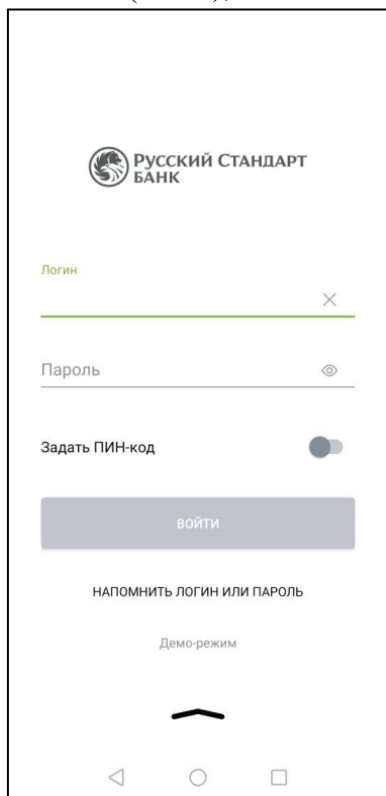 Русский Стандарт
Банк
Логин
Пароль
Задать ПИН-код
ВОЙТИ
НАПОМНИТЬ ЛОГИН ИЛИ ПАРОЛЬ
Демо-режим